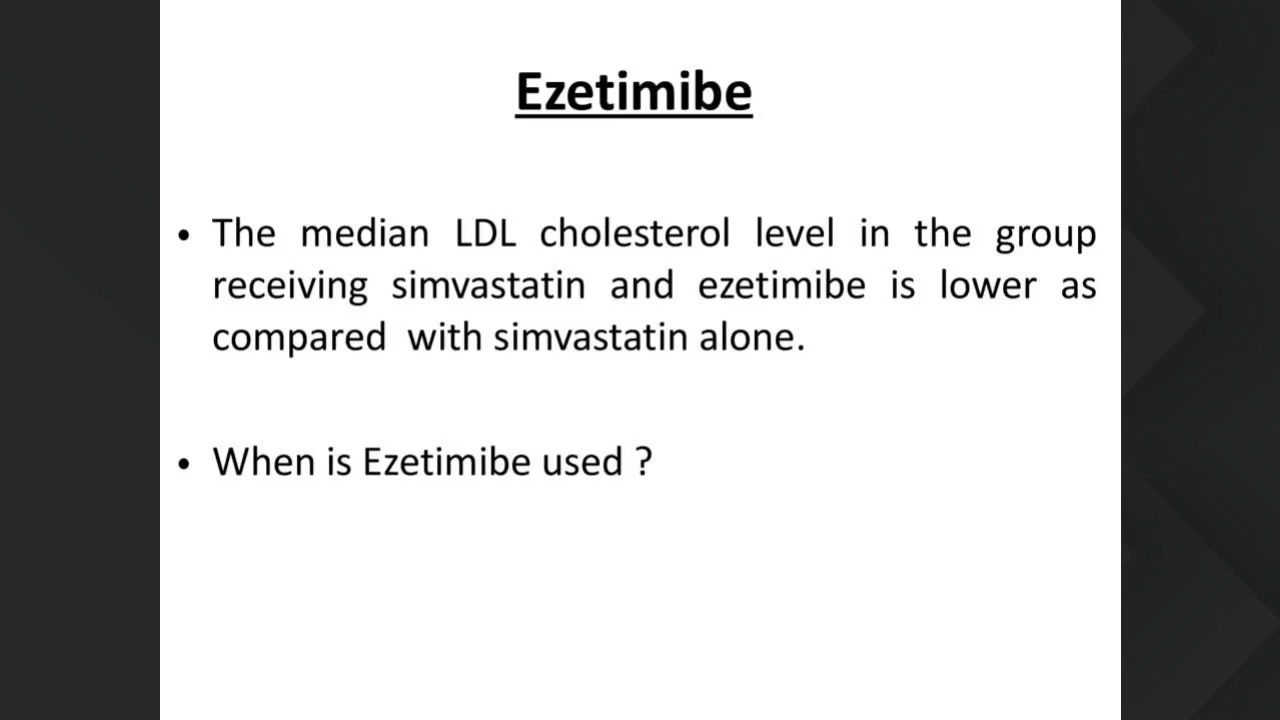 Ezetimibe
• The median LDL cholesterol level in the group
receiving simvastatin and ezetimibe is lower as
compared with simvastatin alone.
• When is Ezetimibe used ?